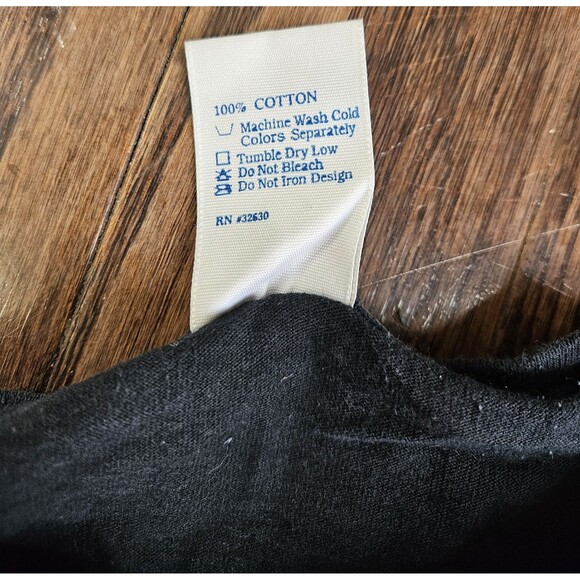 100% COTTON
Machine Wash Cold
Colors Separately
Tumble Dry Low
Do Not Bleach
Do Not Iron Design
RN #32630